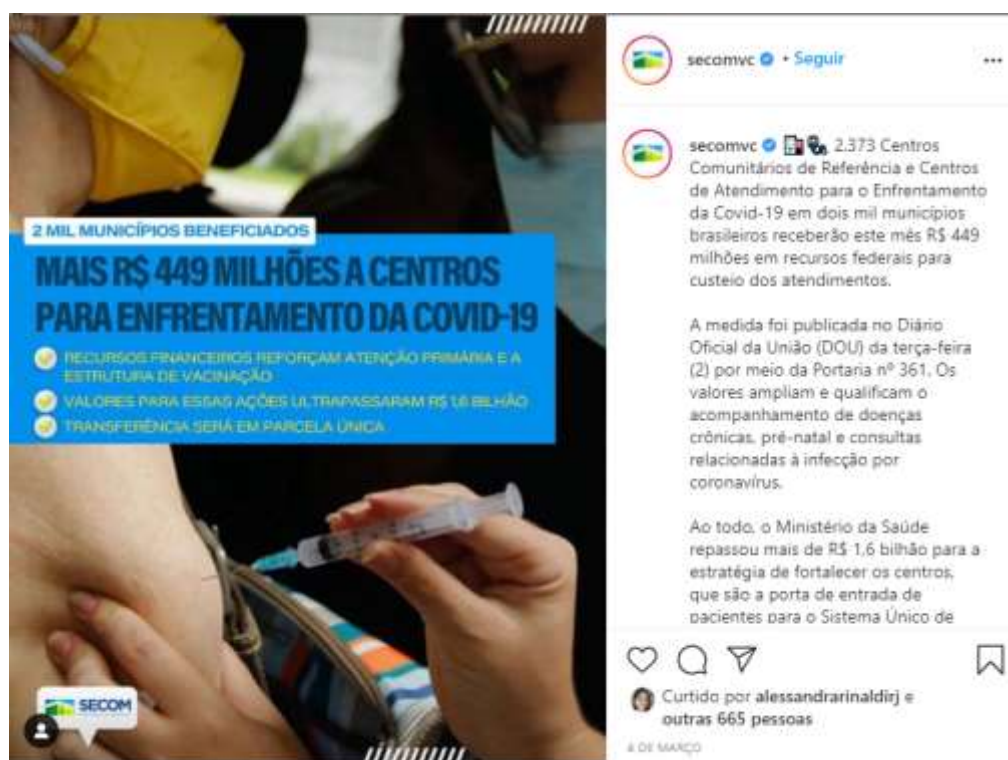 2 MIL MUNICÍPIOS BENEFICIADOS
MAIS R$ 449 MILHÕES A CENTROS
PARA ENFRENTAMENTO DA COVID-19
RECURSOS FINANCEIROS REFORÇAM ATENÇÃO PRIMÁRIA E A
ESTRUTURA DE VACINAÇÃO
VALORES PARA ESSAS AÇÕES ULTRAPASSARAM R$ 1,6 BILHÃO
TRANSFERÊNCIA SERÁ EM PARCELA ÚNICA
SECOM
secomvc • Seguir
secomvc 2.373 Centros
Comunitários de Referência e Centros
de Atendimento para o Enfrentamento
da Covid-19 em dois mil municípios
brasileiros receberão este mês R$ 449
milhões em recursos federais para
custeio dos atendimentos.
A medida foi publicada no Diário
Oficial da União (DOU) da terça-feira
(2) por meio da Portaria nº 361. Os
valores ampliam e qualificam o
acompanhamento de doenças
crônicas, pré-natal e consultas
relacionadas à infecção por
coronavírus.
Ao todo, o Ministério da Saúde
repassou mais de R$ 1,6 bilhão para a
estratégia de fortalecer os centros,
que são a porta de entrada de
pacientes para o Sistema Único de
Curtido por alessandrarinaldirj e
outras 665 pessoas
4 DE MARÇO